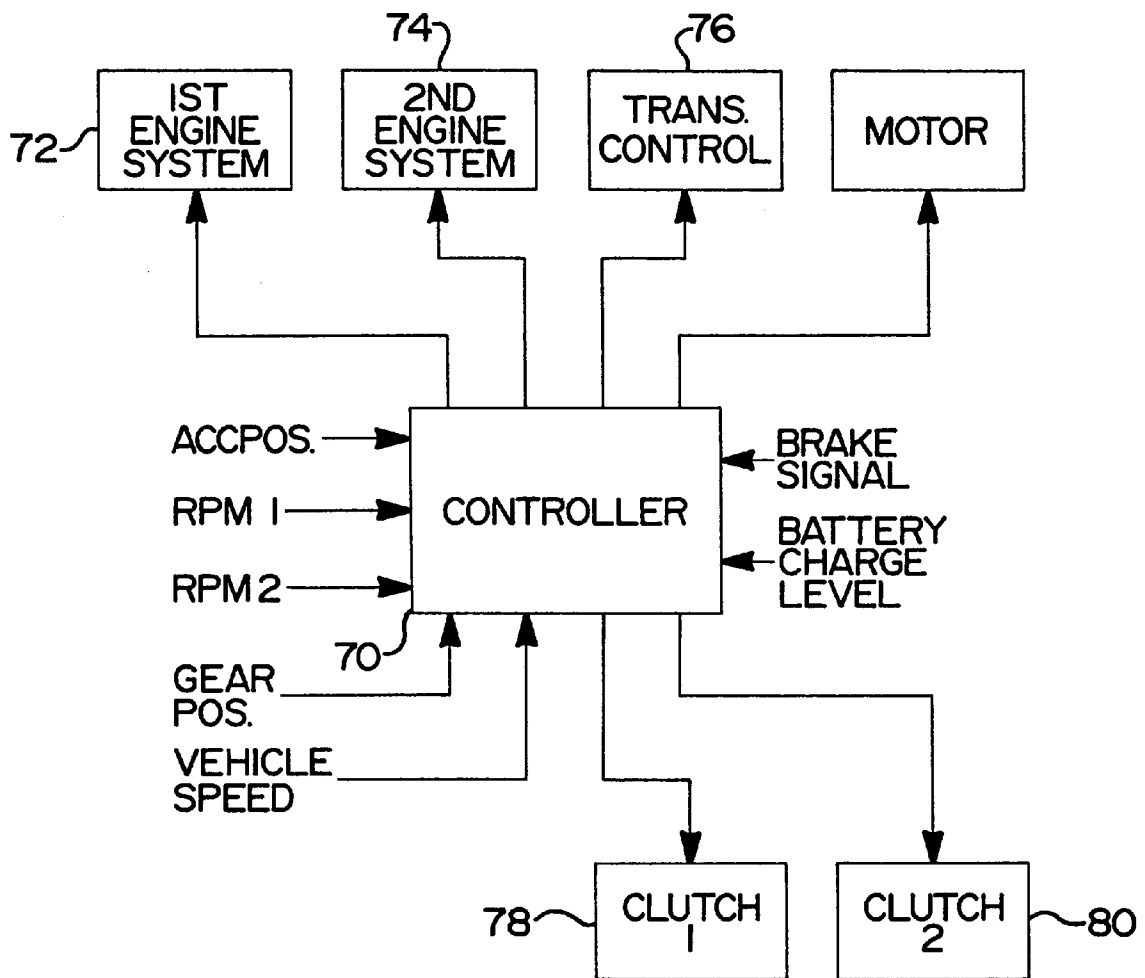 74
76
1ST
ENGINE
SYSTEM
2ND
ENGINE
SYSTEM
TRANS.
CONTROL
MOTOR
72
ACCPOS.
RPM 1
RPM 2
CONTROLLER
BRAKE
SIGNAL
BATTERY
CHARGE
LEVEL
70
GEAR
POS.
VEHICLE
SPEED
78
CLUTCH
1
CLUTCH
2
80